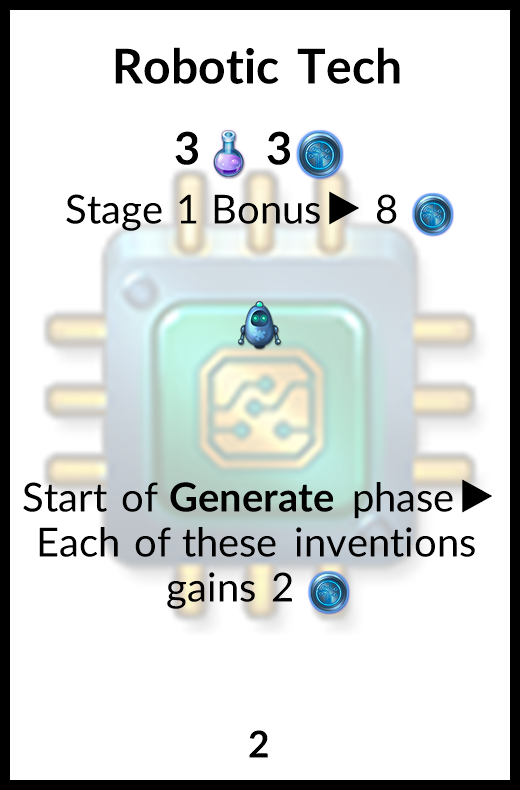 Robotic Tech
3 3
Stage 1 Bonus▶ 8
Start of Generate phase▶
Each of these inventions
gains 2
2